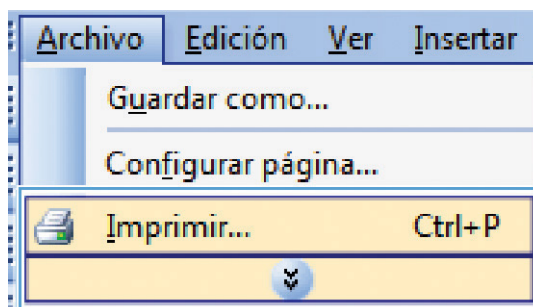 Archivo Edición Ver Insertar
Guardar como...
Configurar página...
Imprimir... Ctrl+P